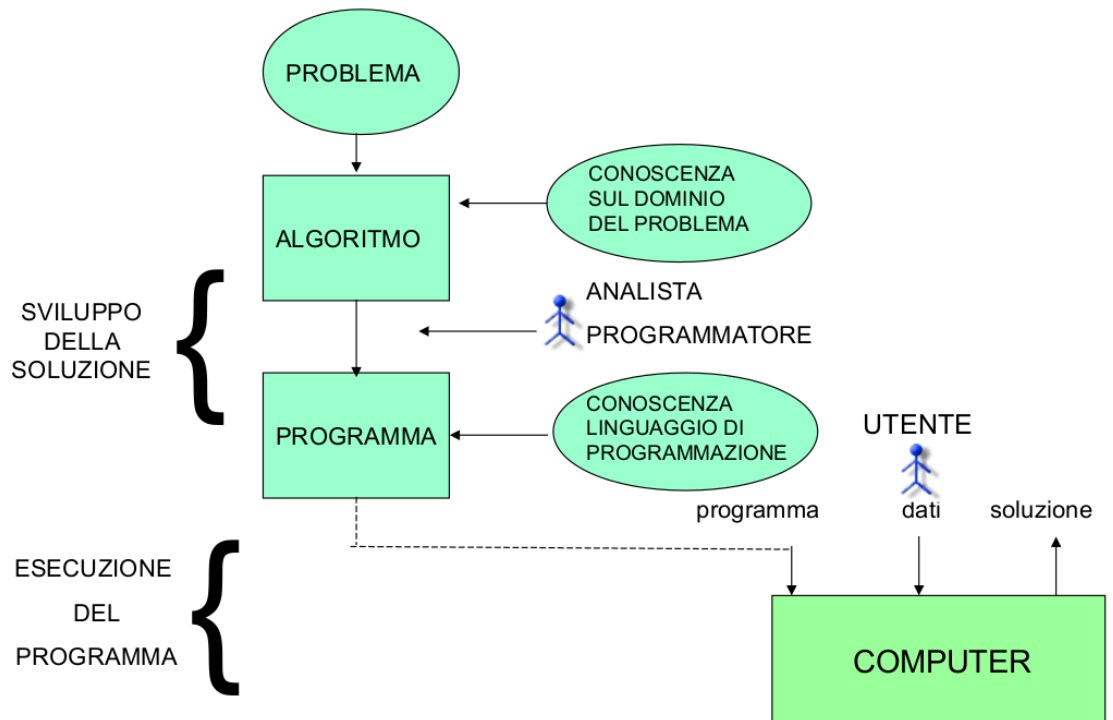 PROBLEMA
CONOSCENZA
SUL DOMINIO
DEL PROBLEMA
ALGORITMO
SVILUPPO
DELLA
SOLUZIONE
ANALISTA
PROGRAMMATORE
PROGRAMMA
CONOSCENZA
LINGUAGGIO DI
PROGRAMMAZIONE
UTENTE
programma
dati
soluzione
ESECUZIONE
DEL
PROGRAMMA
COMPUTER